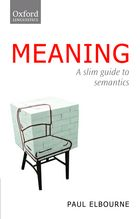 Oxford
LINGUISTICS
MEANING
A slim guide to
semantics
PAUL ELBOURNE